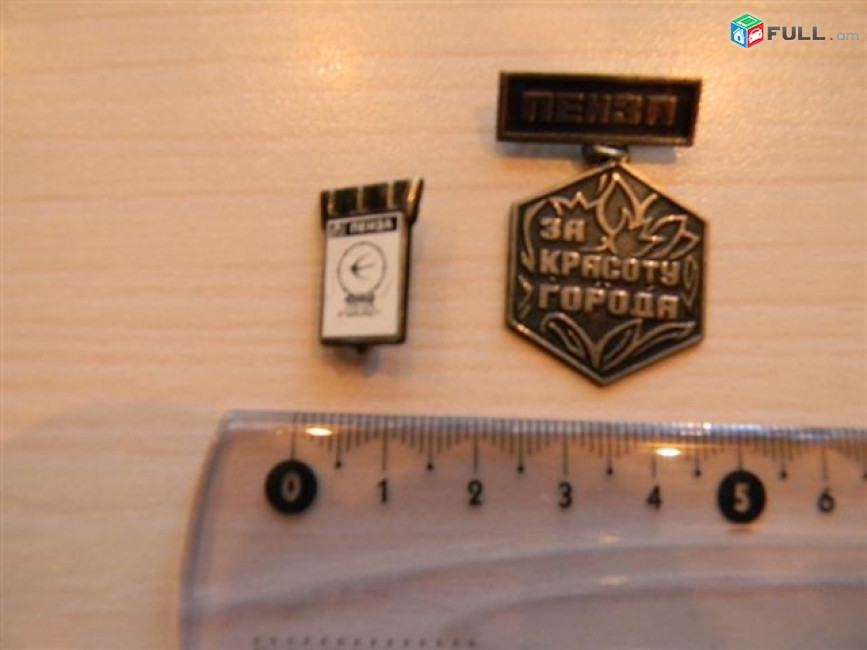 FULL.am
ПЕНЗА
ПЕНЗА
ЗА
КРАСОТУ
ГОРОДА
0 1 2 3 4 5 6